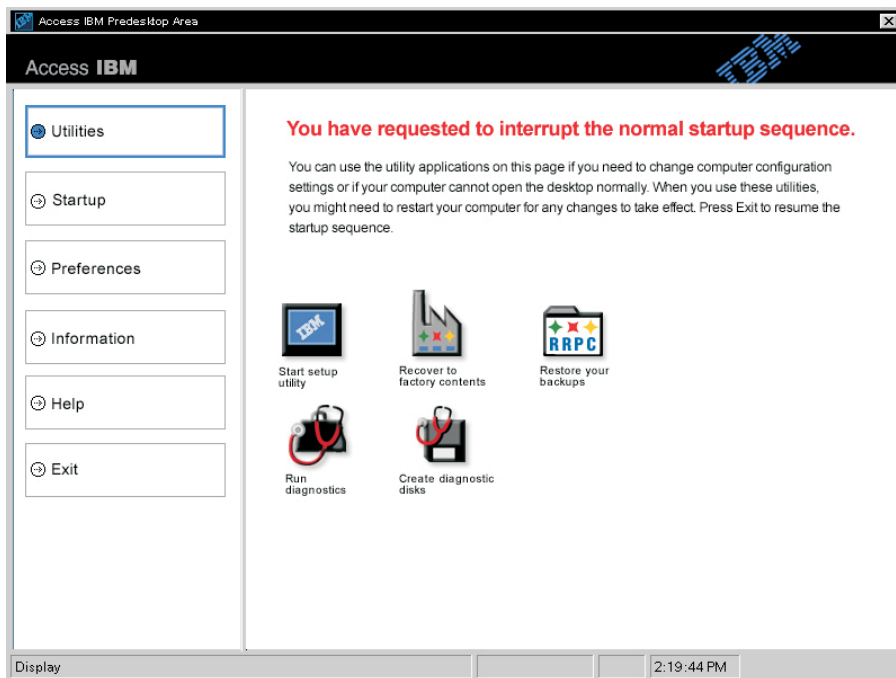 Access IBM Predesktop Area
Access IBM
IBM
Utilities
Startup
Preferences
Information
Help
Exit
You have requested to interrupt the normal startup sequence.
You can use the utility applications on this page if you need to change computer configuration
settings or if your computer cannot open the desktop normally. When you use these utilities,
you might need to restart your computer for any changes to take effect. Press Exit to resume the
startup sequence.
IBM
Start setup
utility
Recover to
factory contents
RRPC
Restore your
backups
Run
diagnostics
Create diagnostic
disks
Display
2:19:44 PM